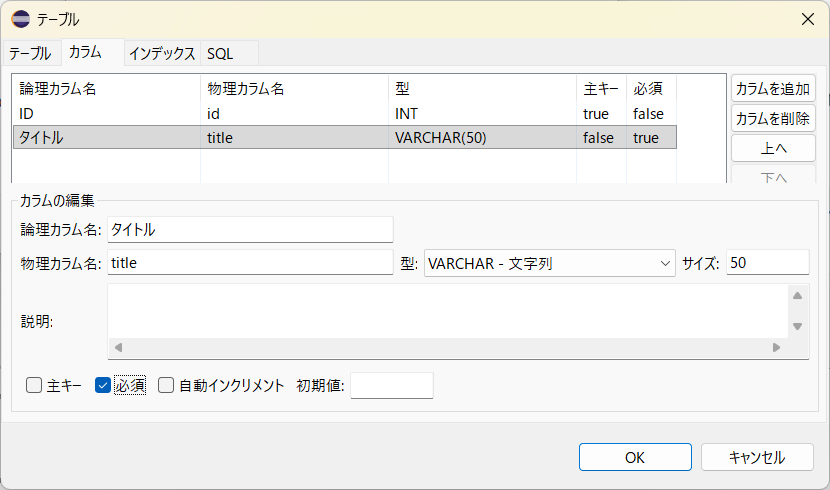 テーブル
テーブル カラム インデックス SQL
論理カラム名 物理カラム名 型 主キー 必須
ID id INT true false
タイトル title VARCHAR(50) false true
カラムを追加
カラムを削除
上へ
下へ
カラムの編集
論理カラム名: タイトル
物理カラム名: title 型: VARCHAR - 文字列 サイズ: 50
説明:
主キー 必須 自動インクリメント 初期値:
OK キャンセル